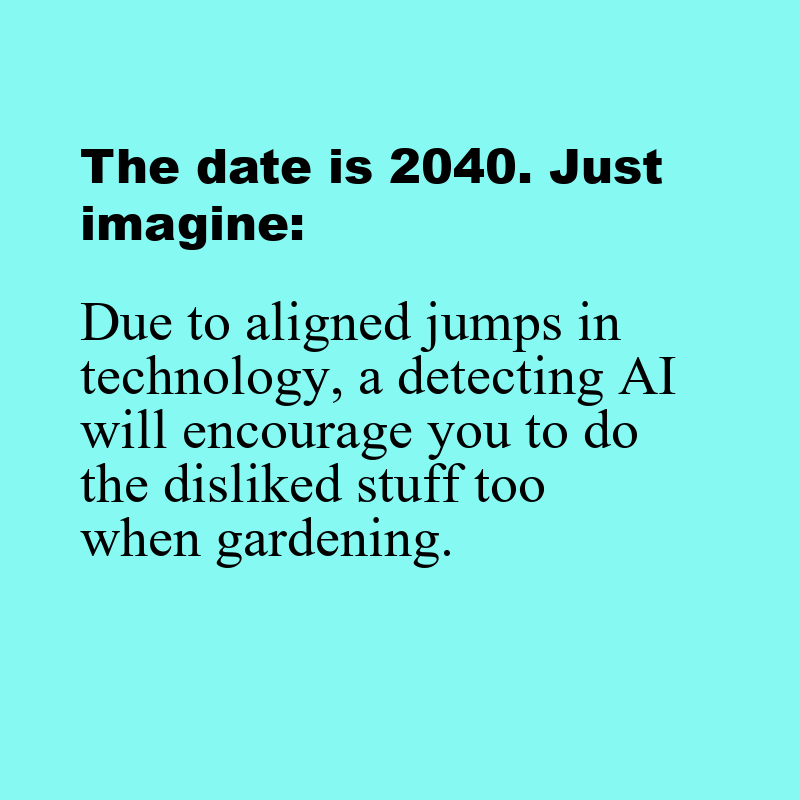 The date is 2040. Just
imagine:
Due to aligned jumps in
technology, a detecting AI
will encourage you to do
the disliked stuff too
when gardening.